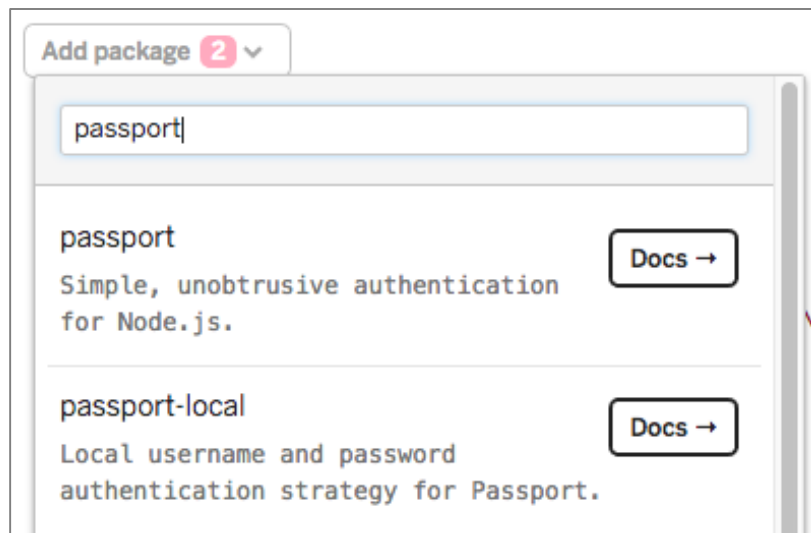 Add package 2
passport
passport
Docs →
Simple, unobtrusive authentication
for Node.js.
passport-local
Docs →
Local username and password
authentication strategy for Passport.